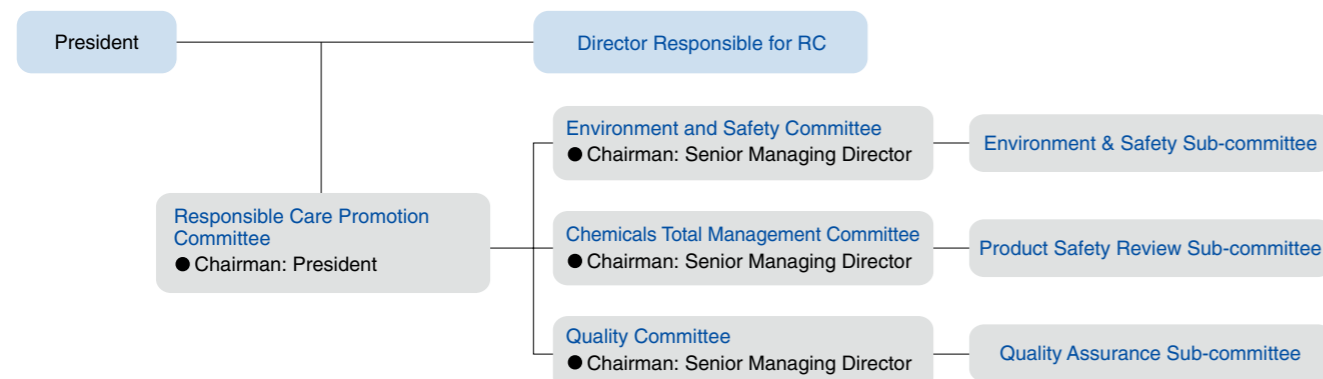 President
Director Responsible for RC
Environment and Safety Committee
● Chairman: Senior Managing Director
Environment & Safety Sub-committee
Responsible Care Promotion
Committee
● Chairman: President
Chemicals Total Management Committee
● Chairman: Senior Managing Director
Product Safety Review Sub-committee
Quality Committee
● Chairman: Senior Managing Director
Quality Assurance Sub-committee